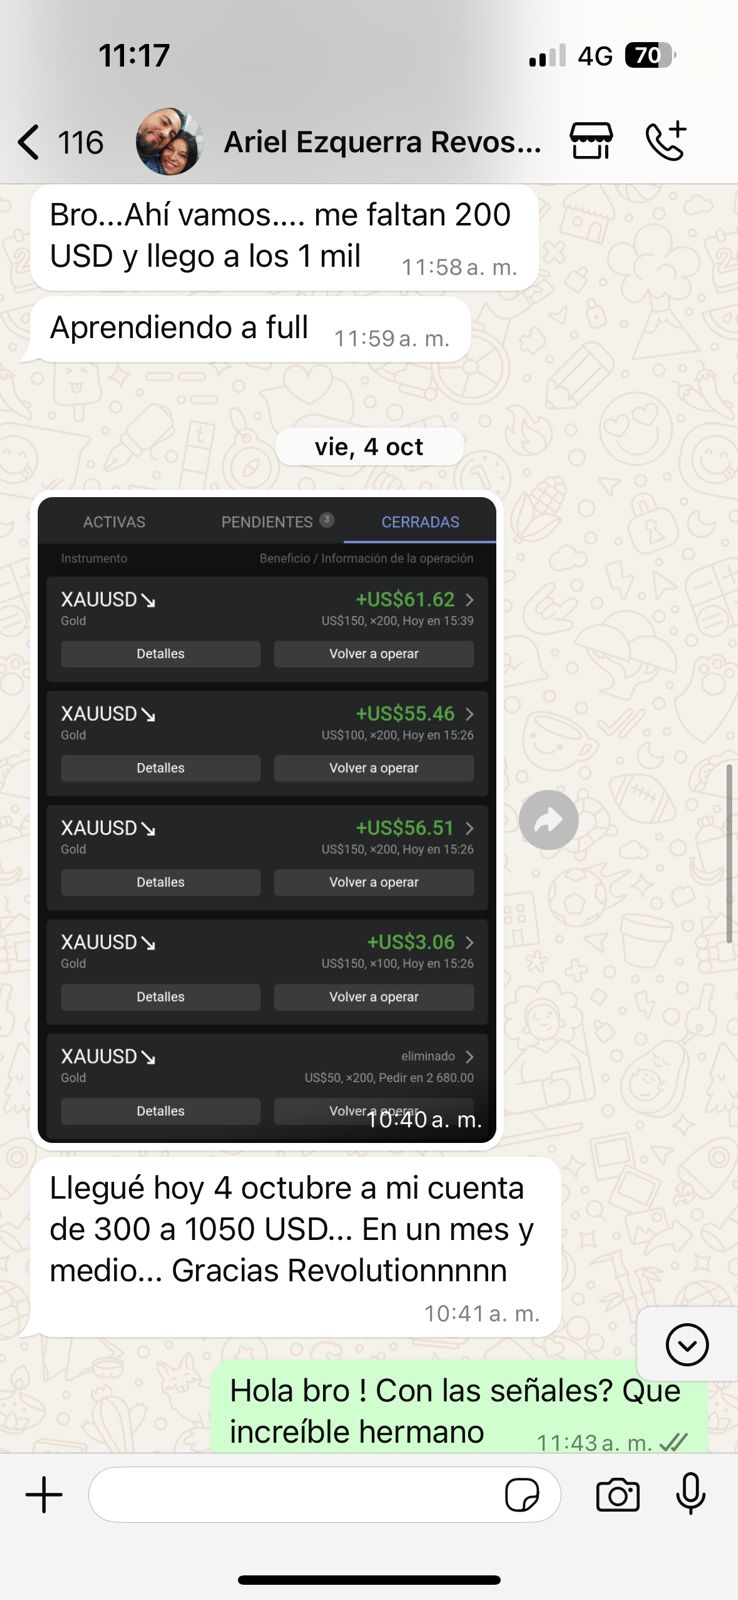 11:17
4G 70
116 Ariel Ezquerra Revos...
Bro...Ahí vamos.... me faltan 200
USD y llego a los 1 mil 11:58 a. m.
Aprendiendo a full 11:59 a. m.
vie, 4 oct
ACTIVAS PENDIENTES 3 CERRADAS
Instrumento Beneficio / Información de la operación
XAUUSD +US$61.62
Gold US$150, ×200, Hoy en 15:39
Detalles Volver a operar
XAUUSD +US$55.46
Gold US$100, ×200, Hoy en 15:26
Detalles Volver a operar
XAUUSD +US$56.51
Gold US$150, ×200, Hoy en 15:26
Detalles Volver a operar
XAUUSD +US$3.06
Gold US$150, ×100, Hoy en 15:26
Detalles Volver a operar
XAUUSD eliminado
Gold US$50, ×200, Pedir en 2 680.00
Detalles Volver a operar
10:40 a. m.
Llegué hoy 4 octubre a mi cuenta
de 300 a 1050 USD... En un mes y
medio... Gracias Revolutionnnnn
10:41 a. m.
Hola bro ! Con las señales? Que
increíble hermano 11:43 a. m.